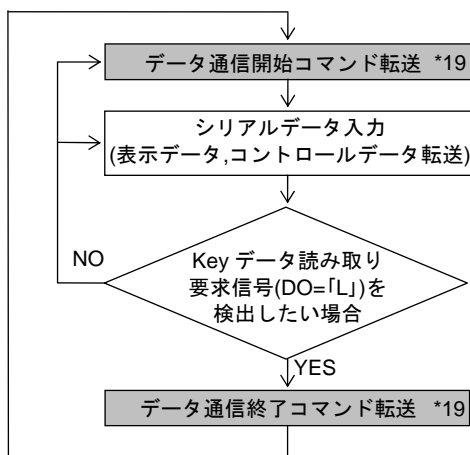 データ通信開始コマンド転送 *19
シリアルデータ入力
(表示データ,コントロールデータ転送)
Key データ読み取り
要求信号(DO=「L」)を
検出したい場合
NO
YES
データ通信終了コマンド転送 *19